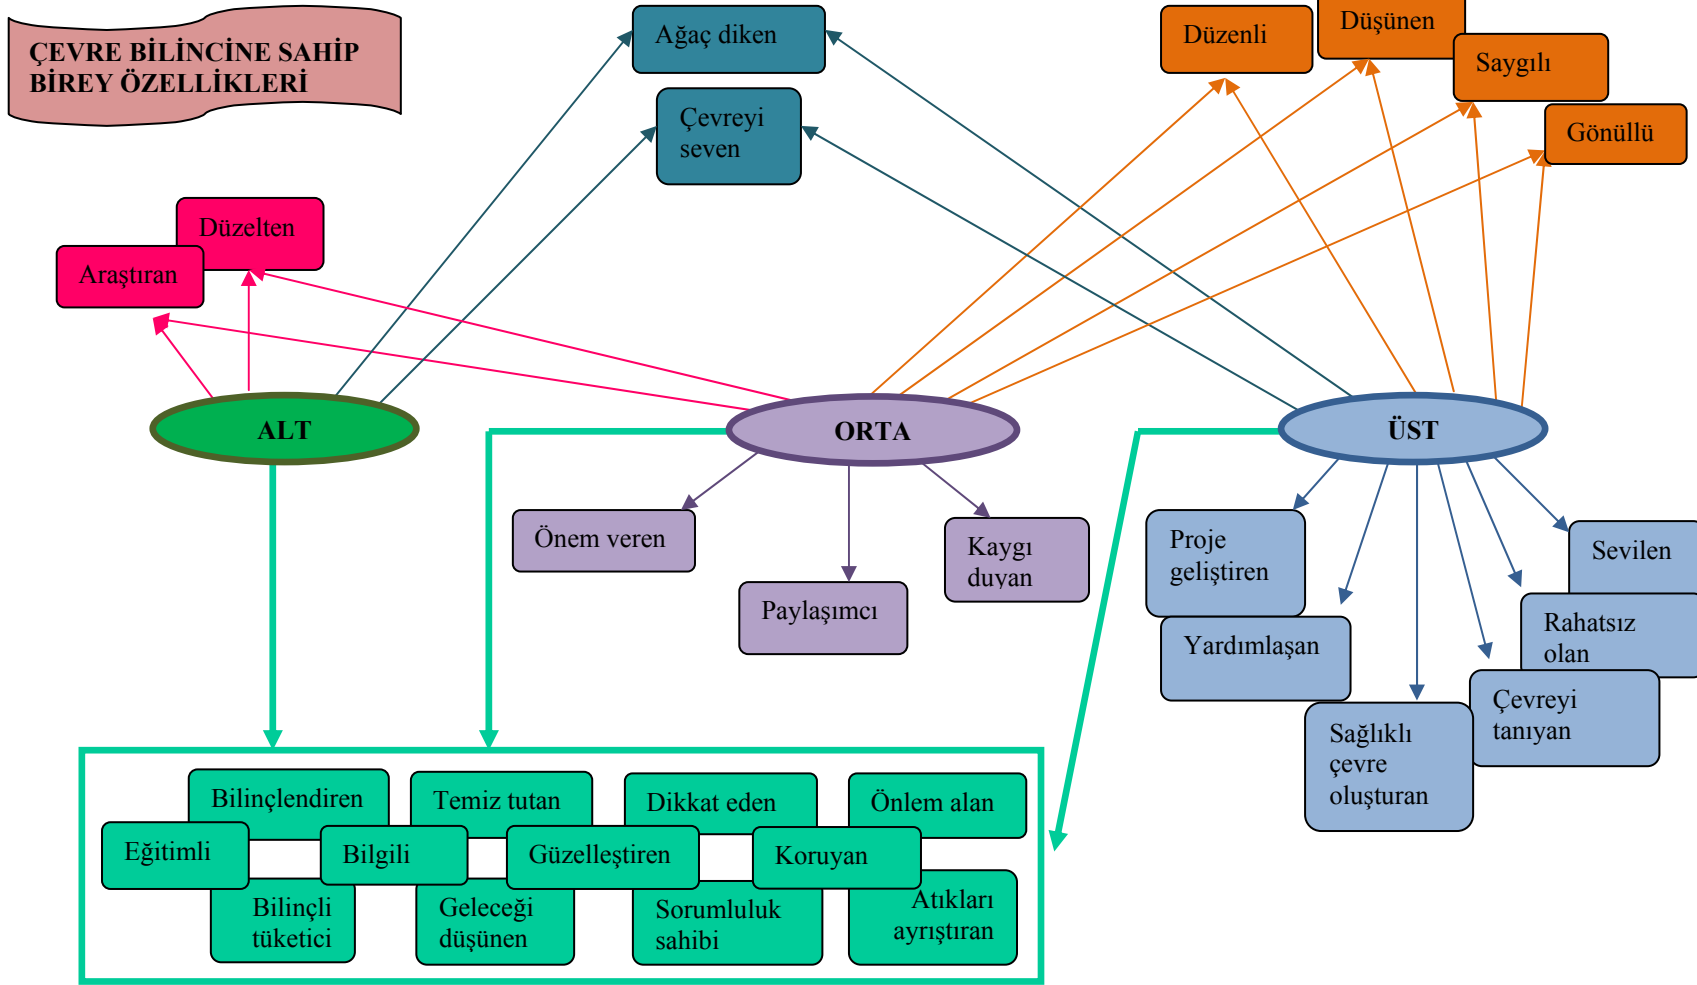 ÇEVRE BİLİNCİNE SAHİP
BİREY ÖZELLİKLERİ
Ağaç diken
Çevreyi
seven
Düzenli
Düşünen
Saygılı
Gönüllü
Düzelten
Araştıran
ALT
ORTA
ÜST
Önem veren
Paylaşımcı
Kaygı
duyan
Proje
geliştiren
Yardımlaşan
Sağlıklı
çevre
oluşturan
Çevreyi
tanıyan
Rahatsız
olan
Sevilen
Bilinçlendiren
Temiz tutan
Dikkat eden
Önlem alan
Eğitimli
Bilgili
Güzelleştiren
Koruyan
Bilinçli
tüketici
Geleceği
düşünen
Sorumluluk
sahibi
Atıkları
ayrıştıran